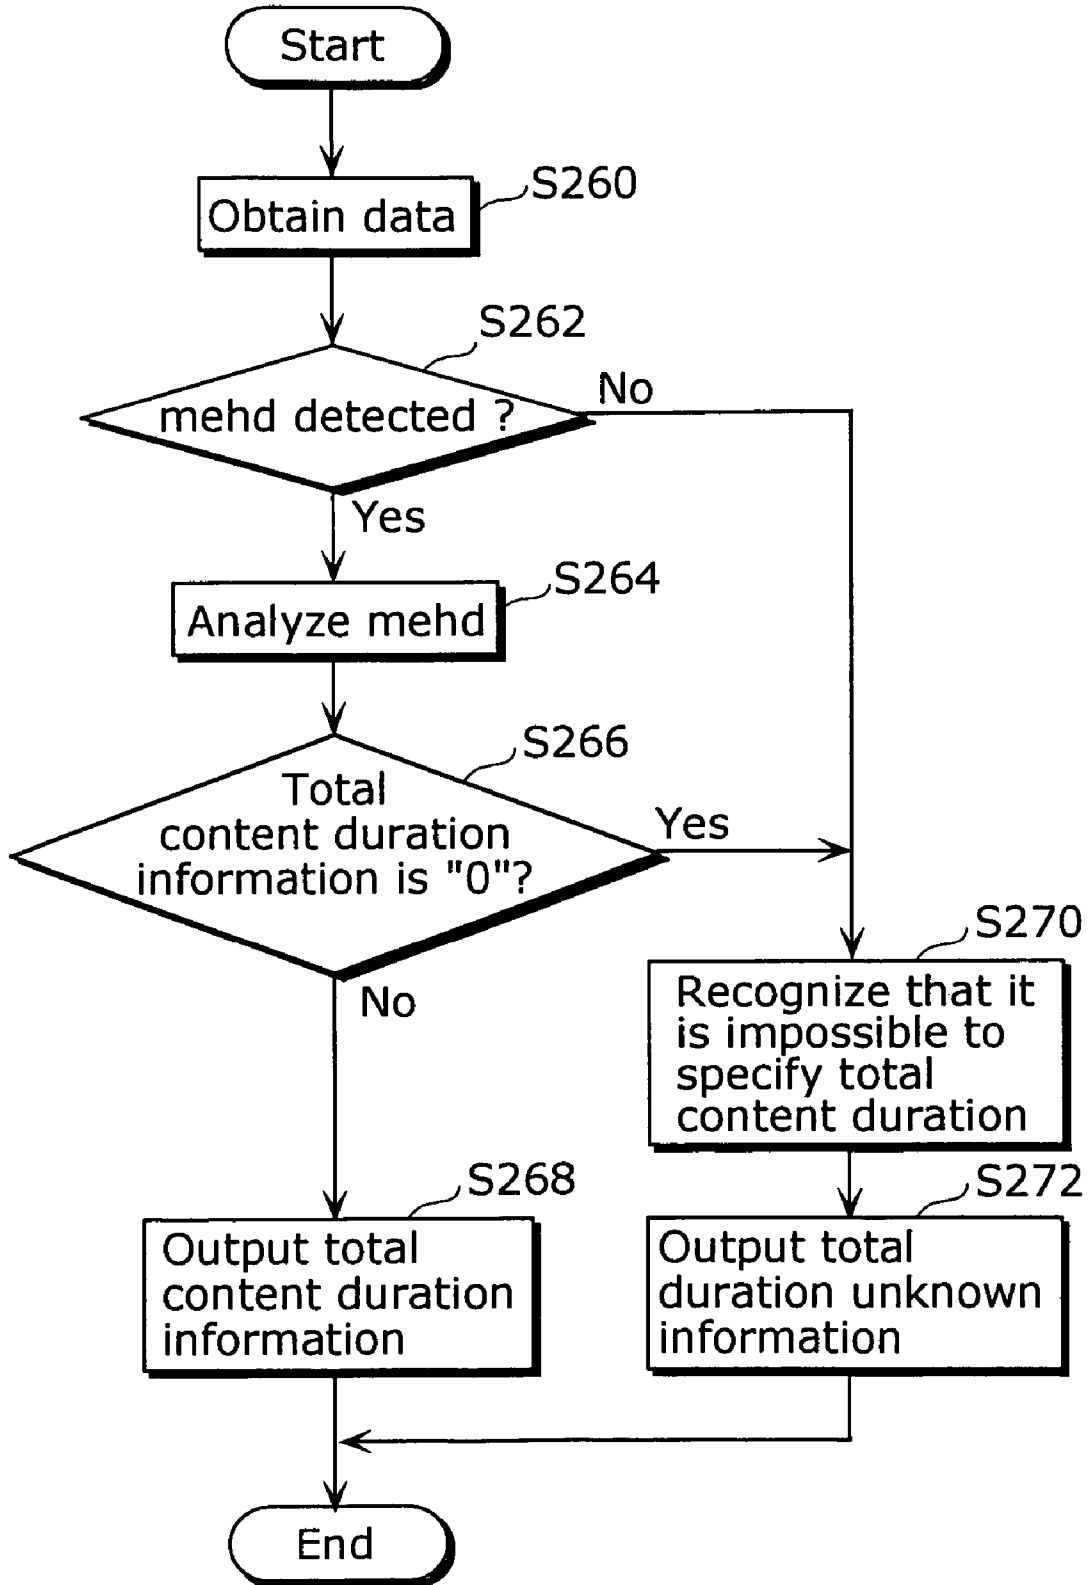 Start
S260
Obtain data
S262
No
mehd detected ?
Yes
S264
Analyze mehd
S266
Total
content duration
information is "0"?
Yes
No
S270
Recognize that it
is impossible to
specify total
content duration
S268
Output total
content duration
information
S272
Output total
duration unknown
information
End